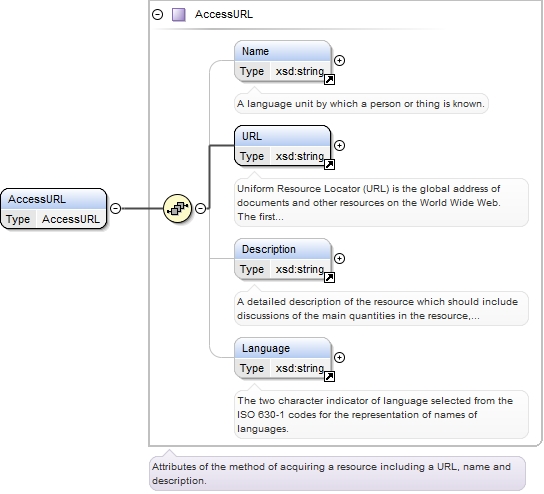 AccessURL
Name
Type xsd:string
A language unit by which a person or thing is known.
URL
Type xsd:string
Uniform Resource Locator (URL) is the global address of
documents and other resources on the World Wide Web.
The first...
AccessURL
Type AccessURL
Description
Type xsd:string
A detailed description of the resource which should include
discussions of the main quantities in the resource,...
Language
Type xsd:string
The two character indicator of language selected from the
ISO 630-1 codes for the representation of names of
languages.
Attributes of the method of acquiring a resource including a URL, name and
description.